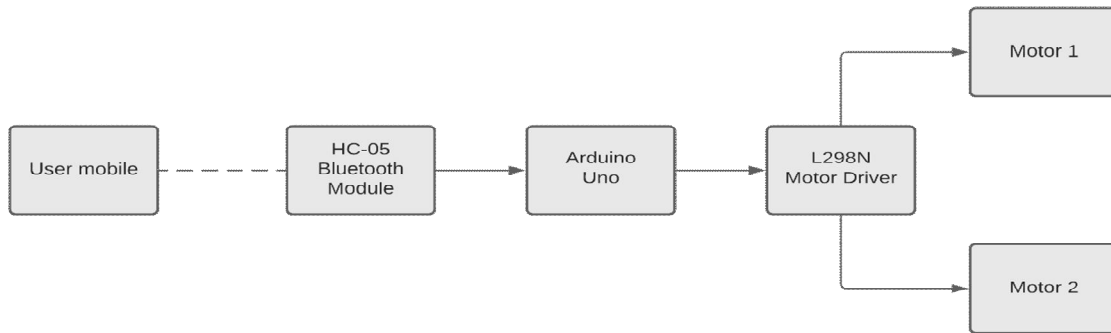 Motor 1
User mobile
HC-05
Bluetooth
Module
Arduino
Uno
L298N
Motor Driver
Motor 2